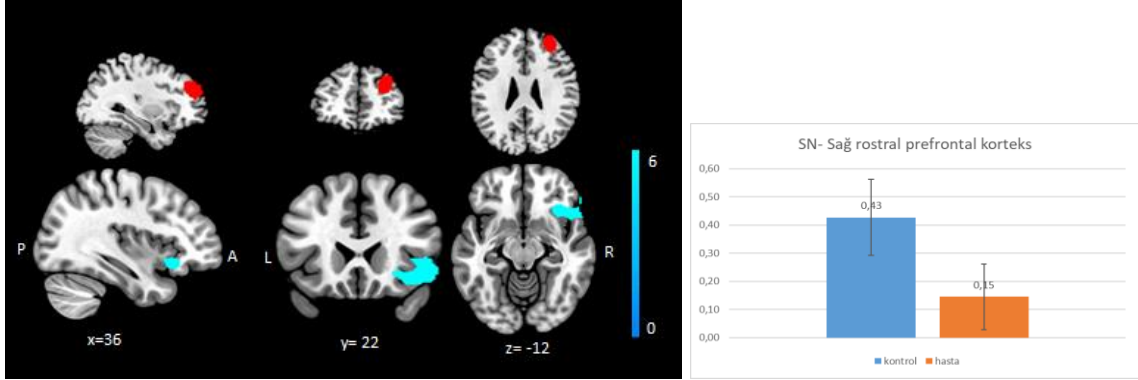 P
A
L
R
6
0
x=36
y= 22
z= -12
SN- Sağ rostral prefrontal korteks
0,60
0,50
0,40
0,30
0,20
0,10
0,00
0,43
0,15
kontrol
hasta